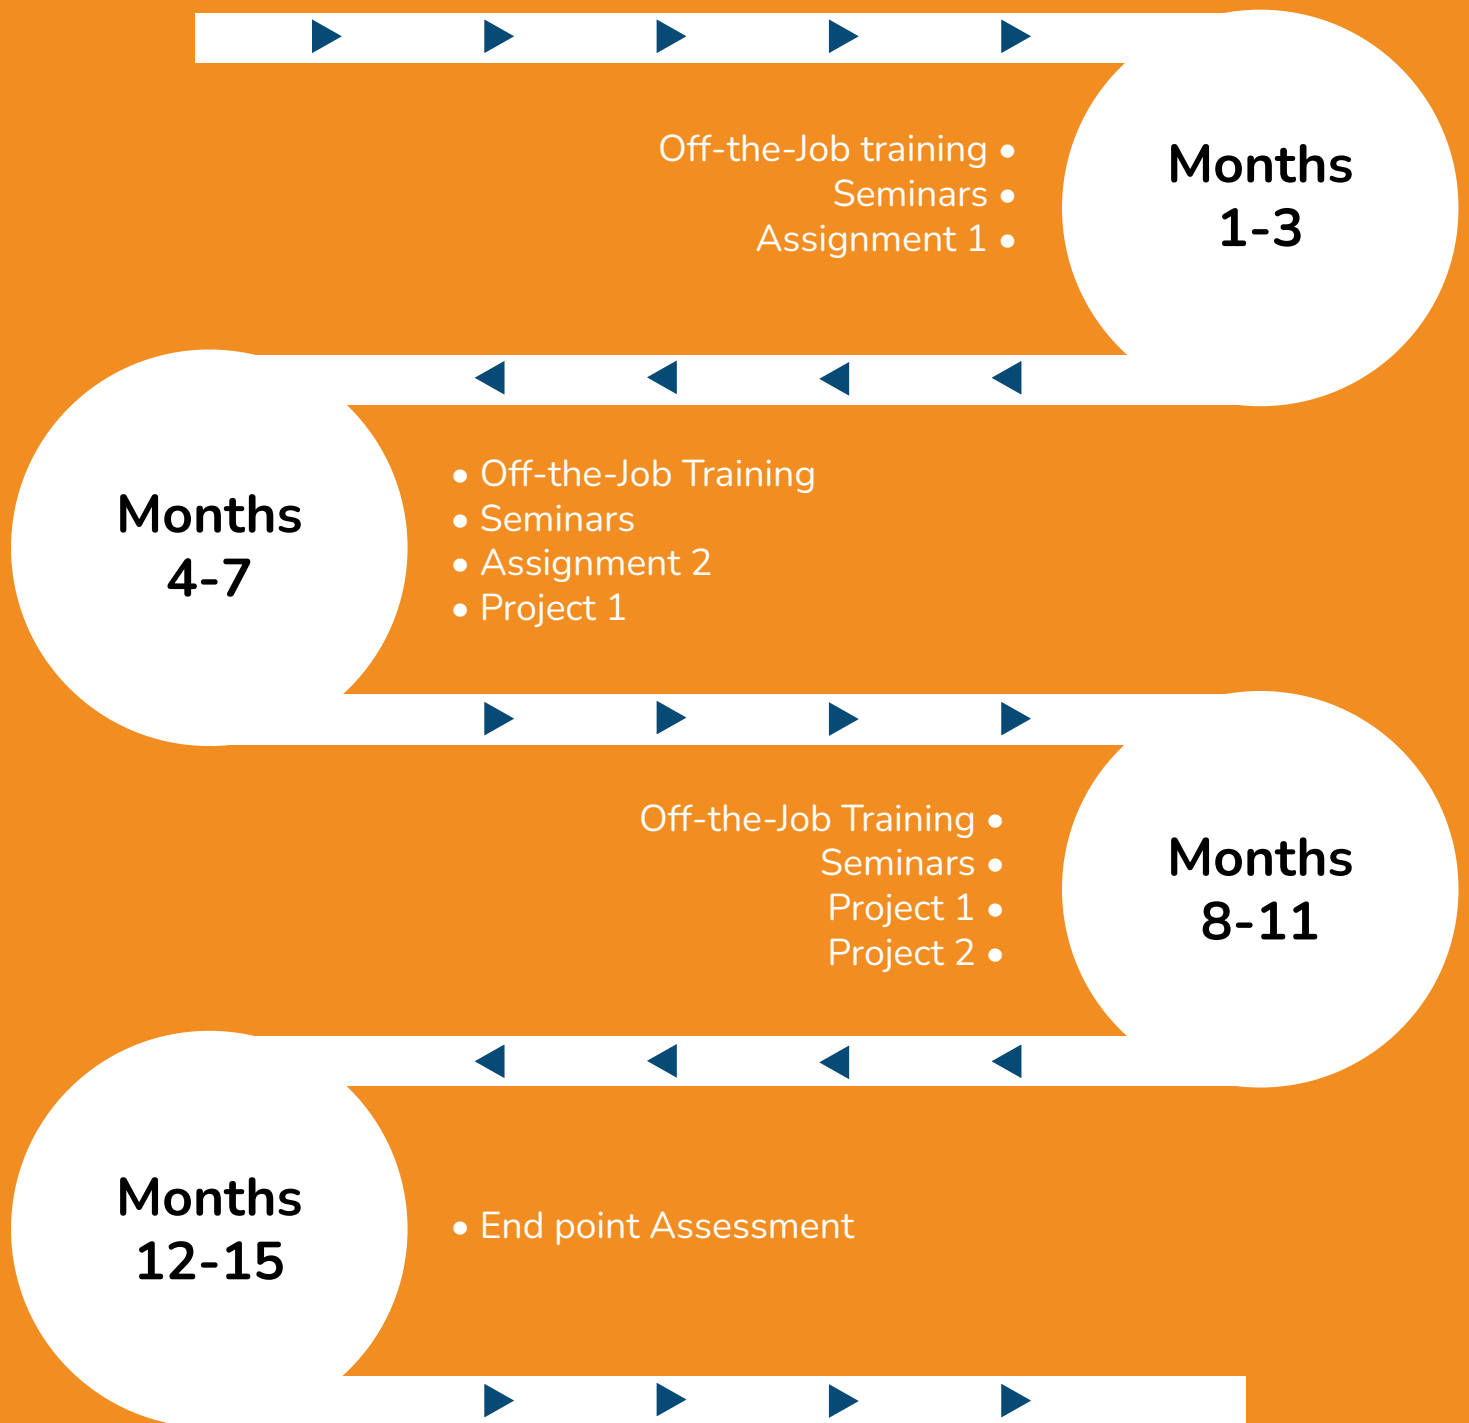 Months
1-3
Off-the-Job training •
Seminars •
Assignment 1 •
Months
4-7
• Off-the-Job Training
• Seminars
• Assignment 2
• Project 1
Months
8-11
Off-the-Job Training •
Seminars •
Project 1 •
Project 2 •
Months
12-15
• End point Assessment